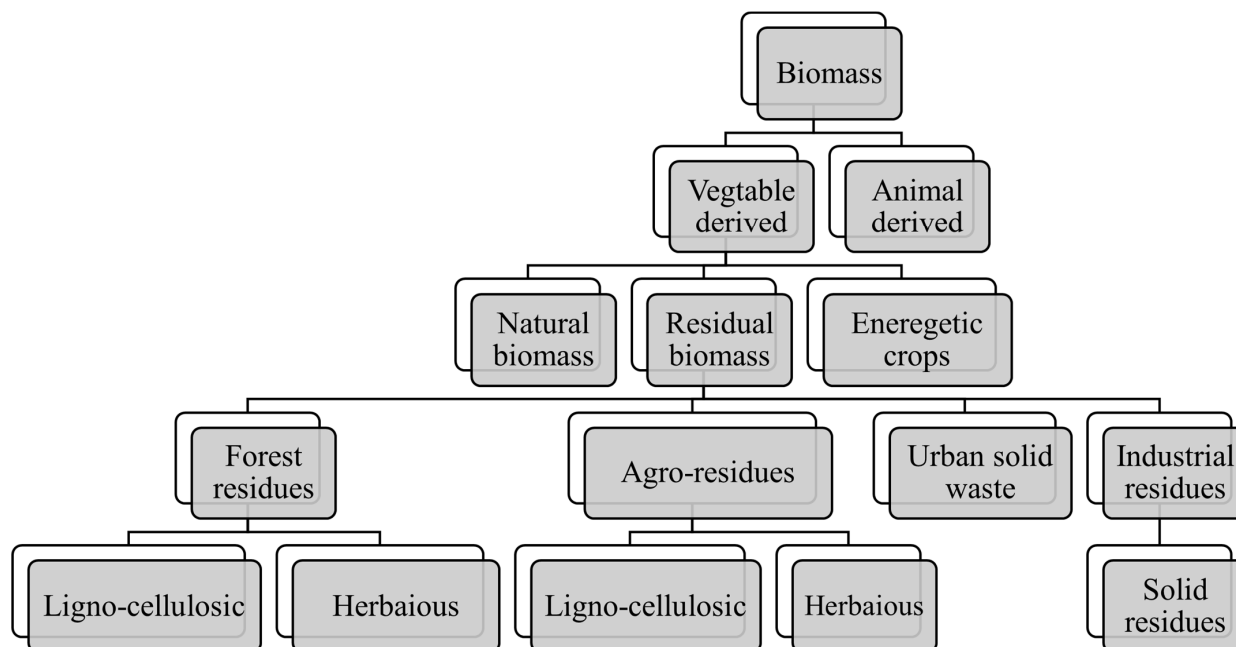 Biomass
Vegtable
derived
Animal
derived
Natural
biomass
Residual
biomass
Eneregetic
crops
Forest
residues
Agro-residues
Urban solid
waste
Industrial
residues
Ligno-cellulosic
Herbaious
Ligno-cellulosic
Herbaious
Solid
residues